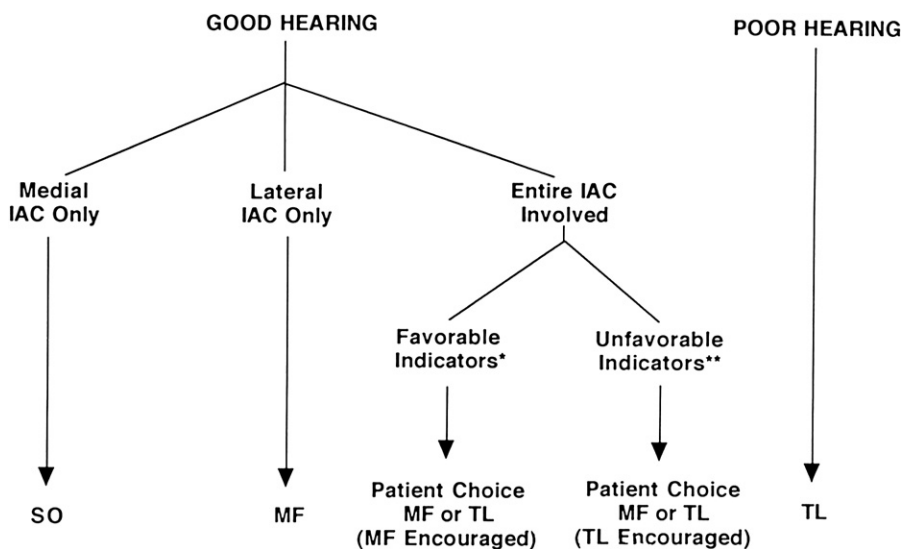 GOOD HEARING
POOR HEARING
Medial
IAC Only
Lateral
IAC Only
Entire IAC
Involved
Favorable
Indicators*
Unfavorable
Indicators**
SO
MF
Patient Choice
MF or TL
(MF Encouraged)
Patient Choice
MF or TL
(TL Encouraged)
TL